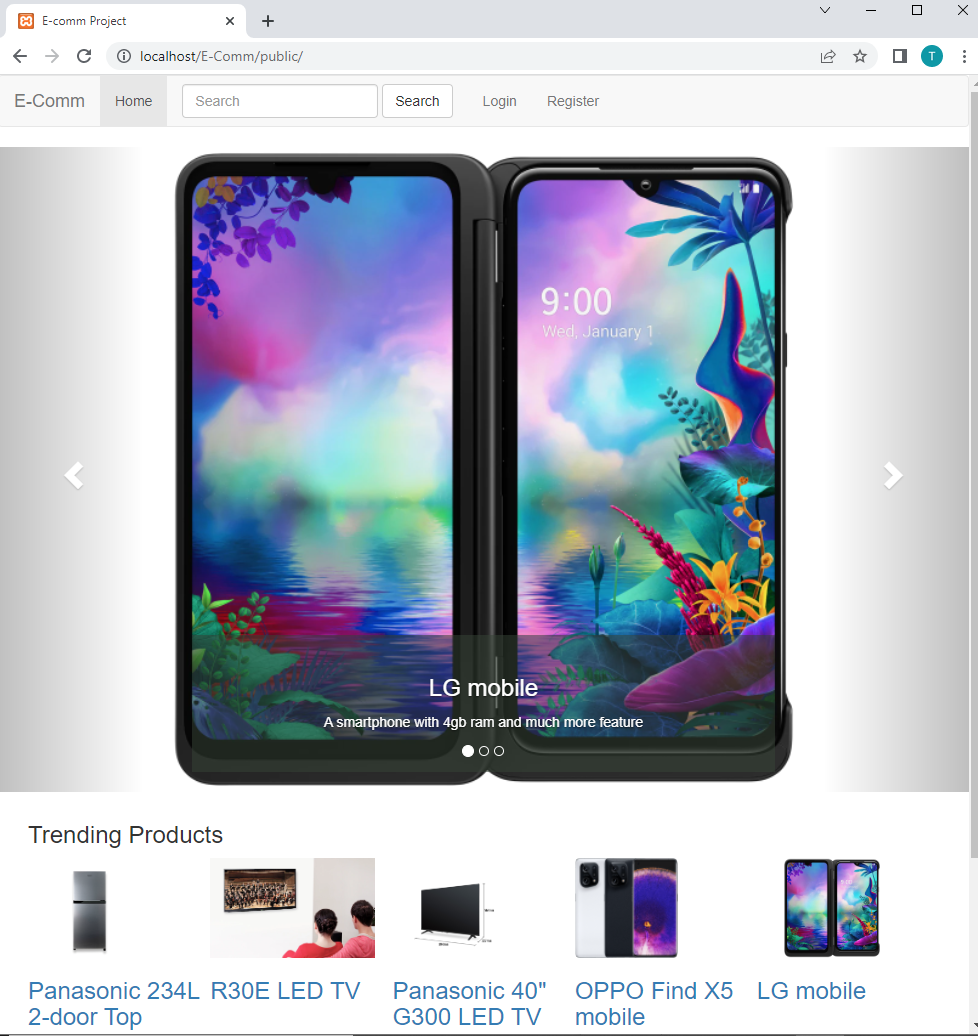 E-comm Project
localhost/E-Comm/public/
T
E-Comm
Home
Search
Search
Login
Register
9:00
Wed, January 1
LG mobile
A smartphone with 4gb ram and much more feature
Trending Products
Panasonic 234L
2-door Top
R30E LED TV
Panasonic 40"
G300 LED TV
OPPO Find X5
mobile
LG mobile